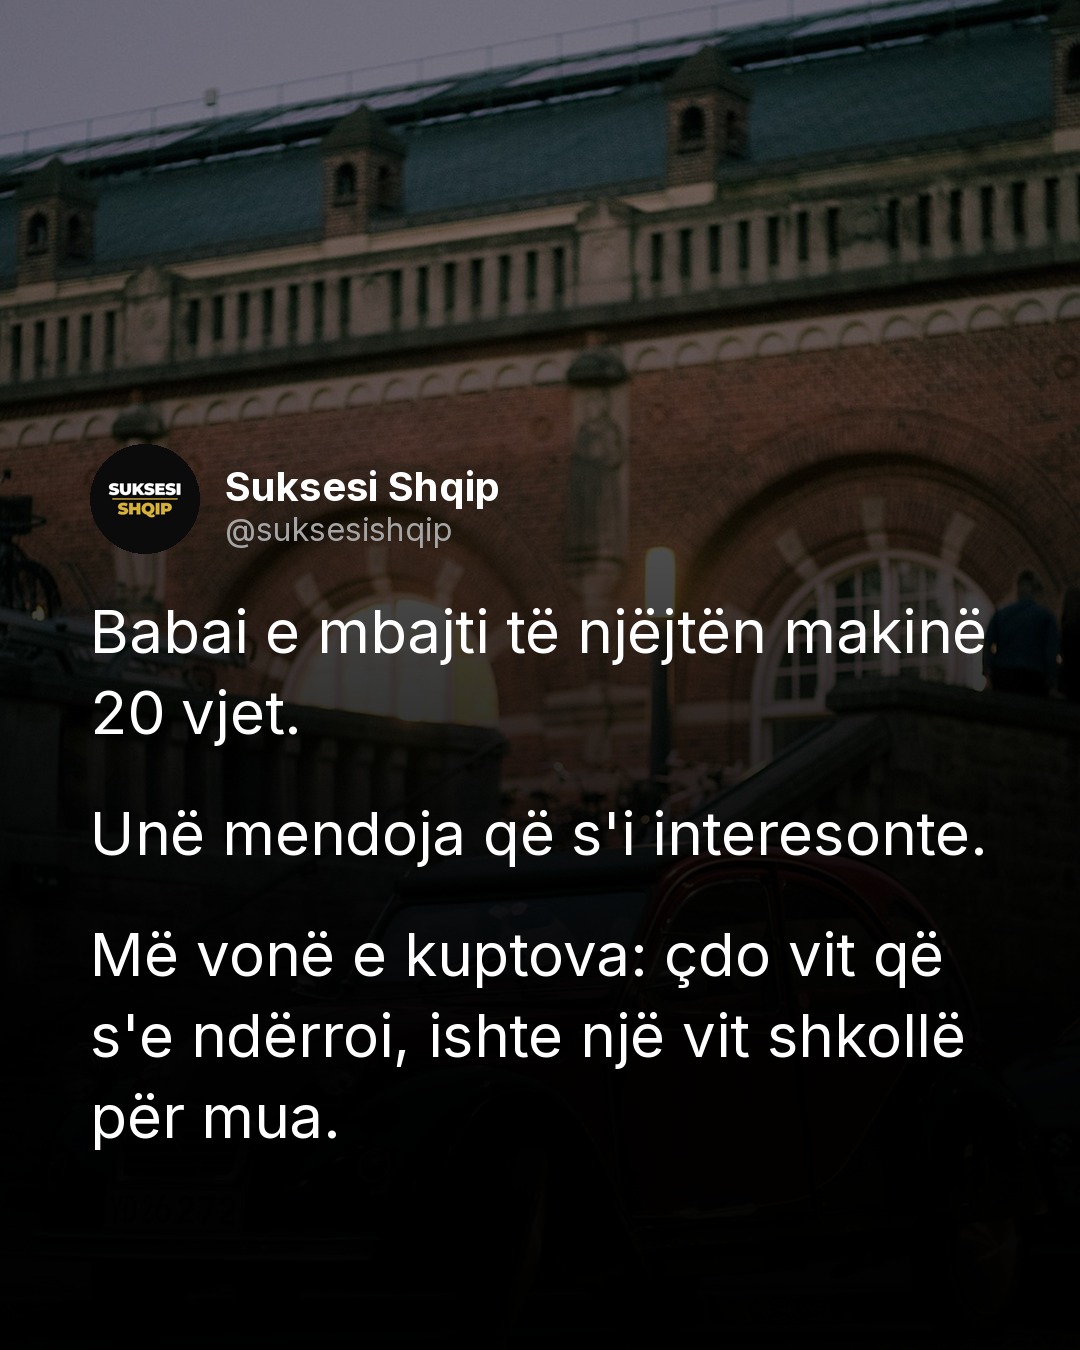 SUKSESI
SHQIP
Suksesi Shqip
@suksesishqip
Babai e mbajti të njëjtën makinë
20 vjet.
Unë mendoja që s'i interesonte.
Më vonë e kuptova: çdo vit që
s'e ndërroi, ishte një vit shkollë
për mua.